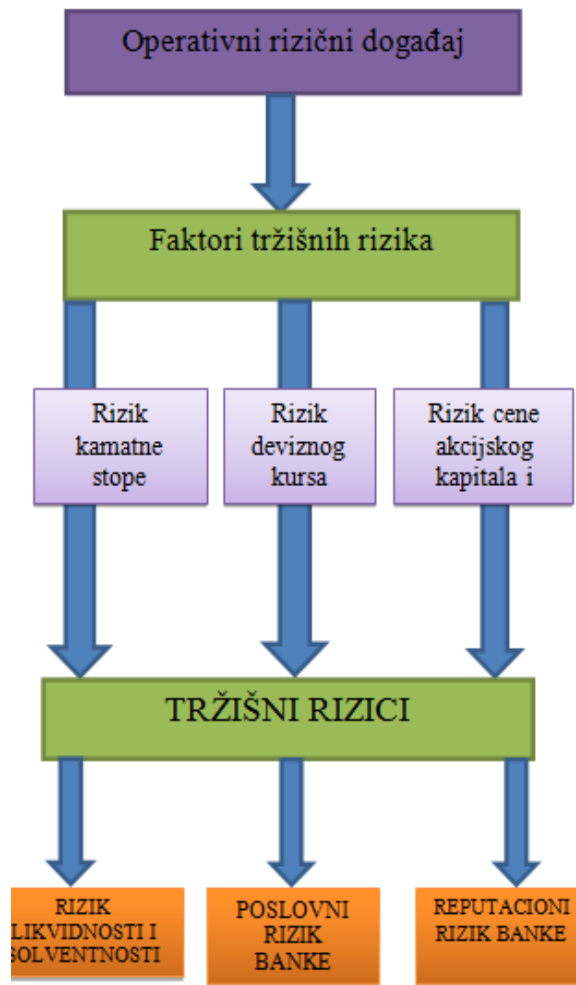 Operativni rizični događaj
Faktori tržišnih rizika
Rizik
kamatne
stope
Rizik
deviznog
kursa
Rizik cene
akcijskog
kapitala i
TRŽIŠNI RIZICI
RIZIK
LIKVIDNOSTI I
SOLVENTNOSTI
POSLOVNI
RIZIK
BANKE
REPUTACIONI
RIZIK BANKE